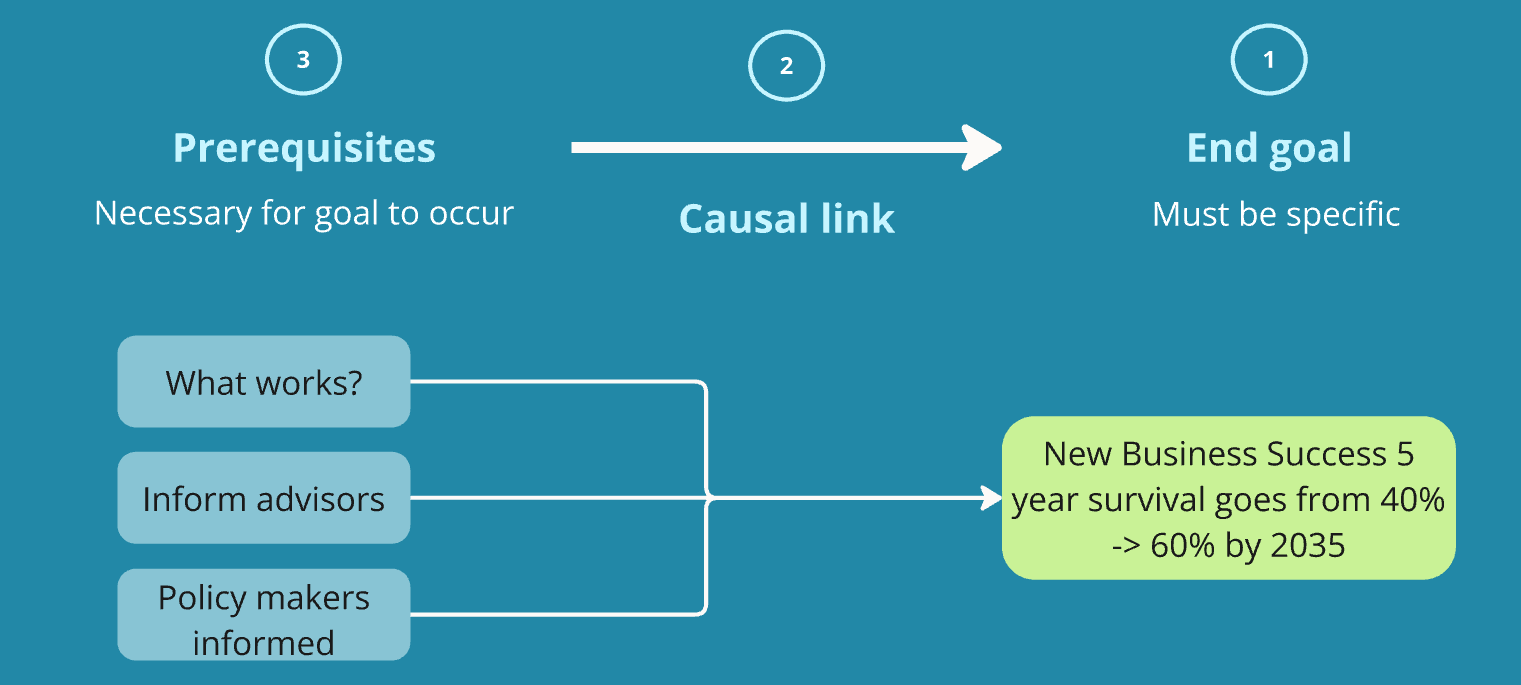 3
2
1
Prerequisites
End goal
Necessary for goal to occur
Causal link
Must be specific
What works?
Inform advisors
Policy makers
informed
New Business Success 5
year survival goes from 40%
-> 60% by 2035